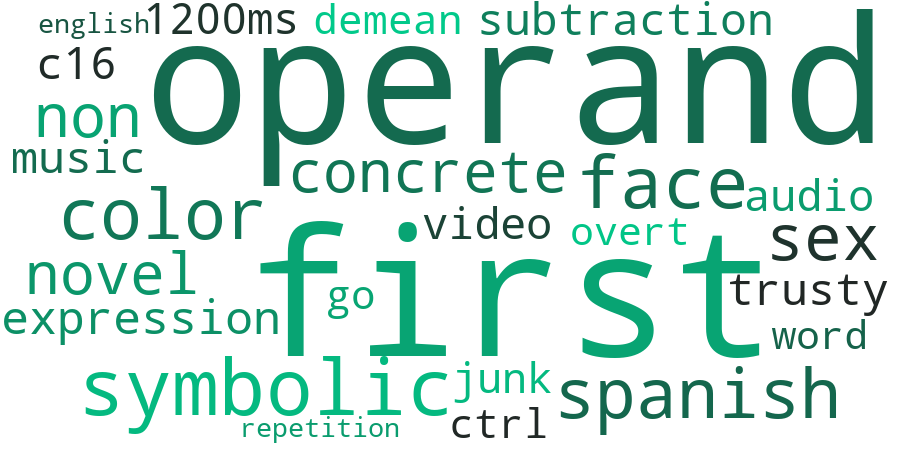 english 1200ms demean subtraction
c16 operand
non
music concrete face audio
color video overt sex
novel first go trusty
expression word
symbolic junk spanish
repetition ctrl